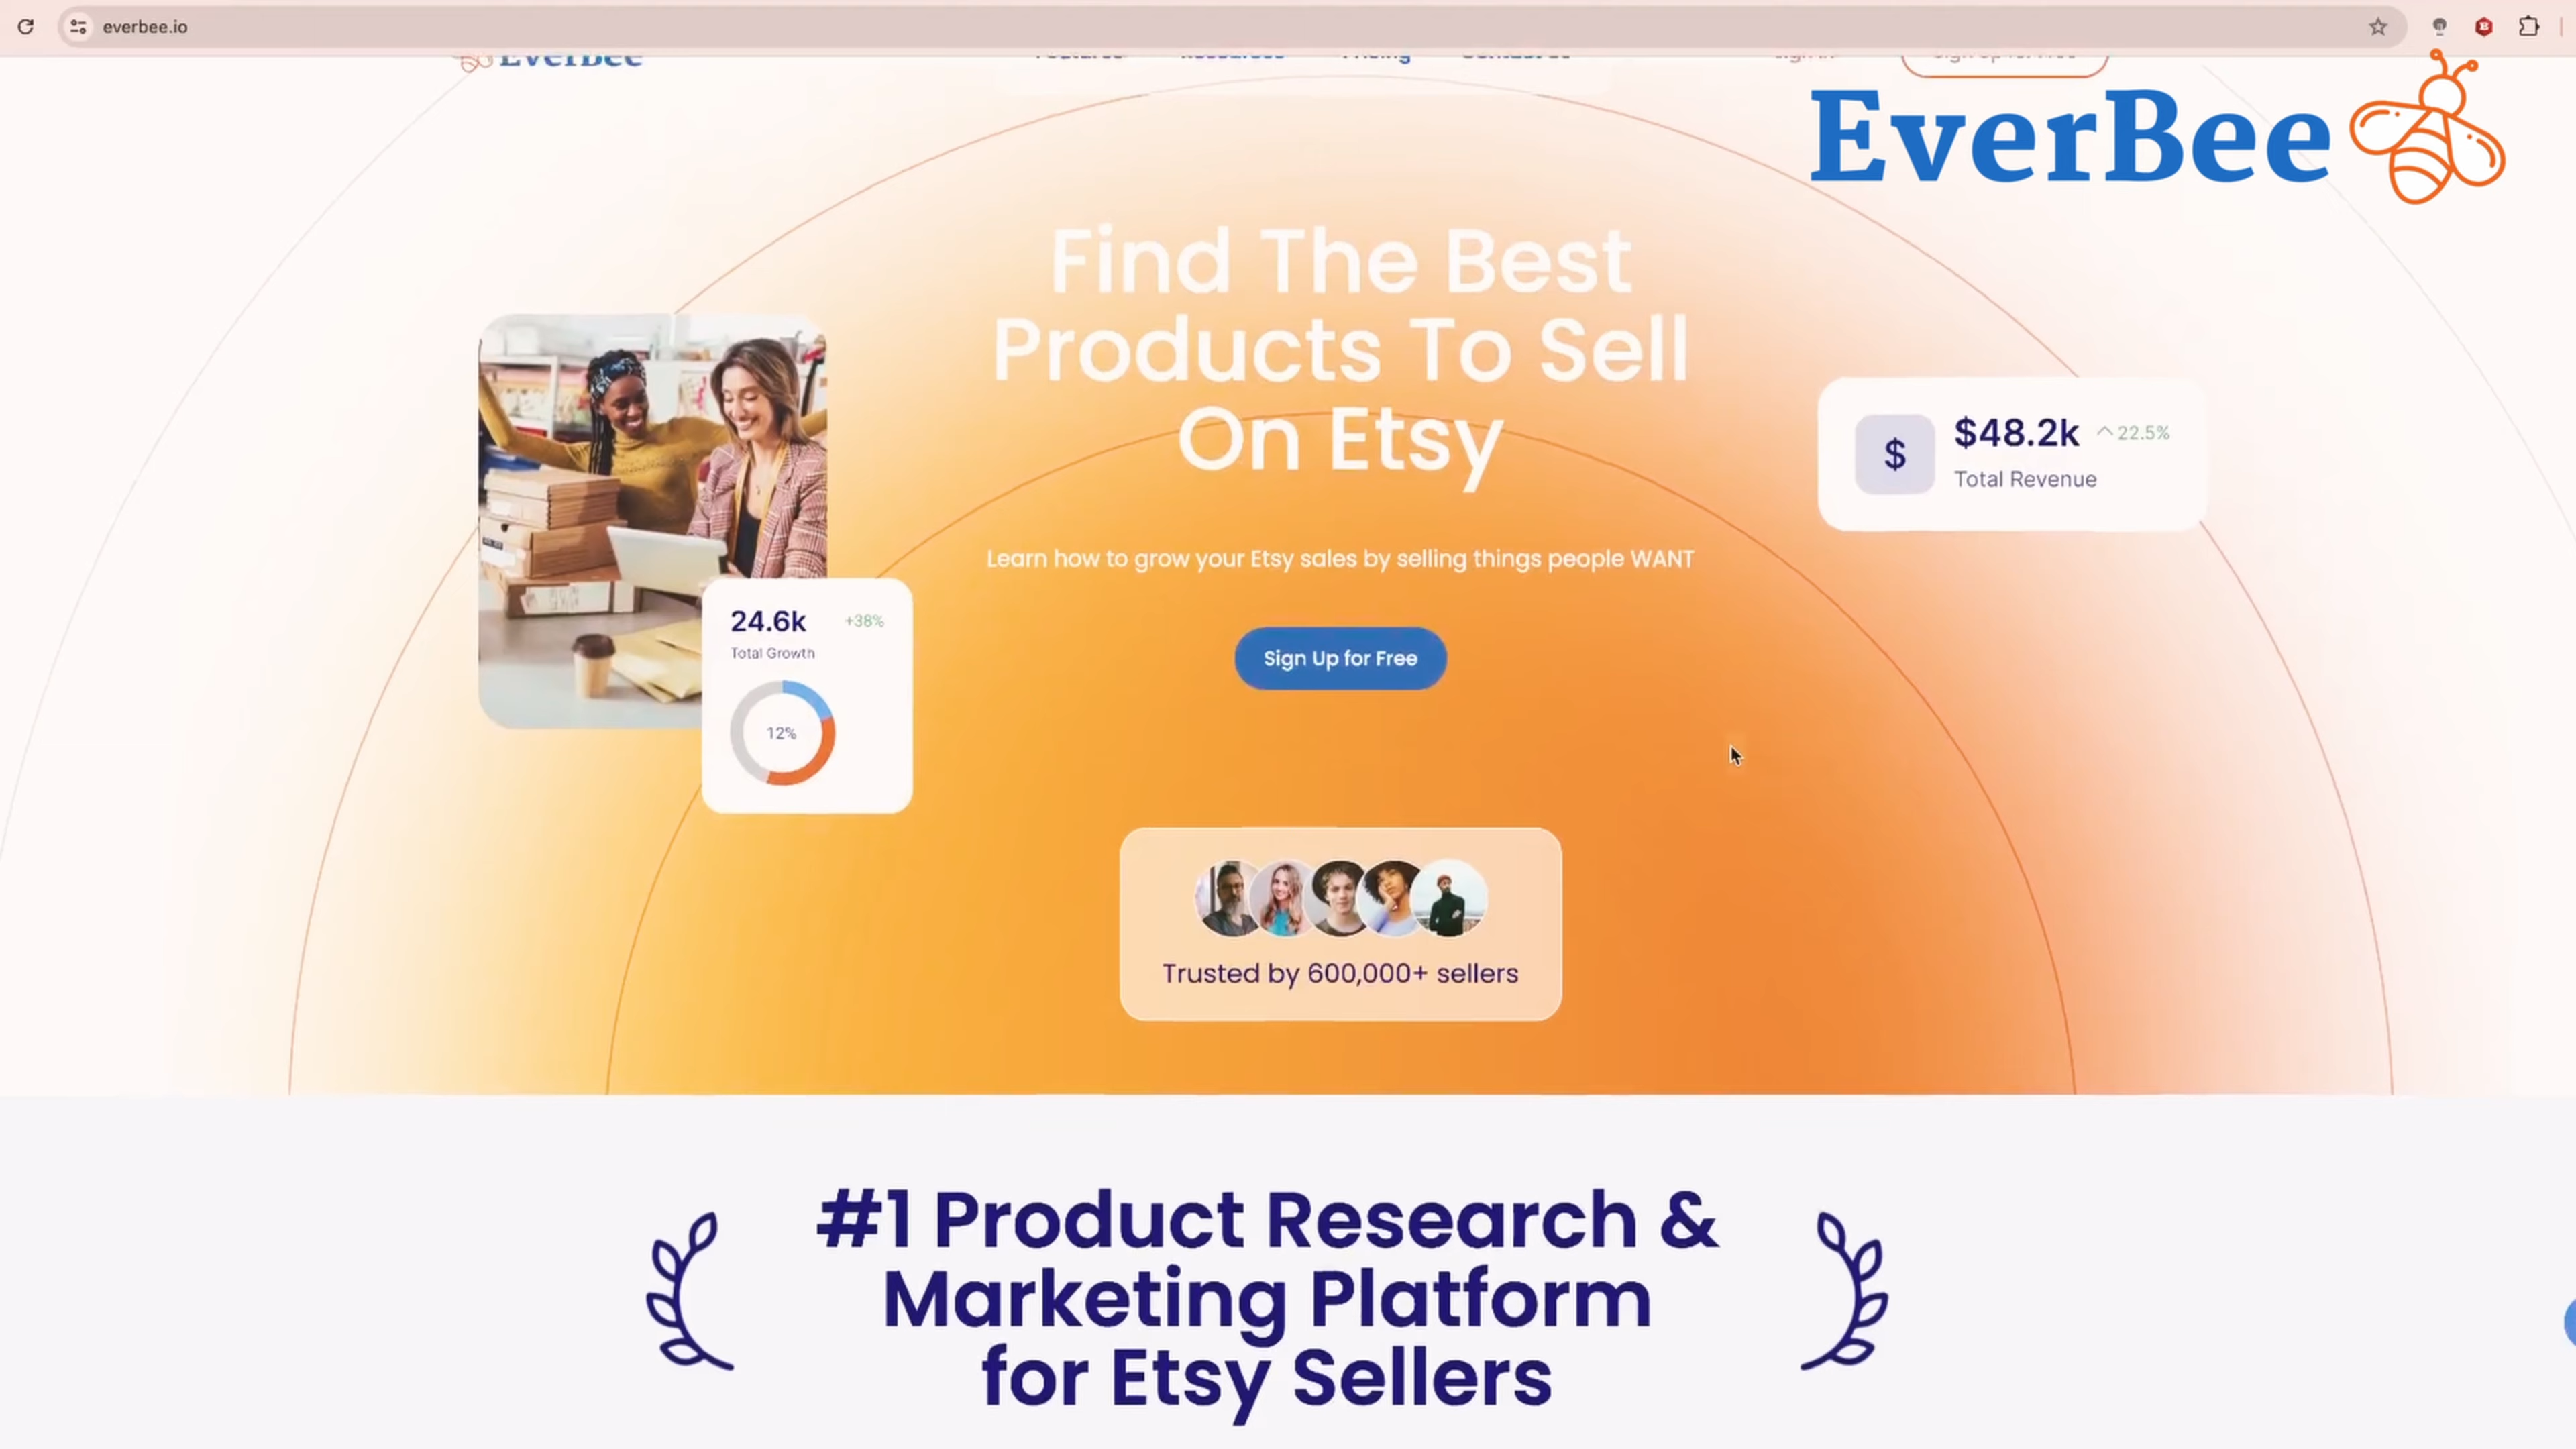 everbee.io
EverBee
Find The Best
Products To Sell
On Etsy
Learn how to grow your Etsy sales by selling things people WANT
Sign Up for Free
$
$48.2k
22.5%
Total Revenue
24.6k
+38%
Total Growth
12%
Trusted by 600,000+ sellers
#1 Product Research &
Marketing Platform
for Etsy Sellers